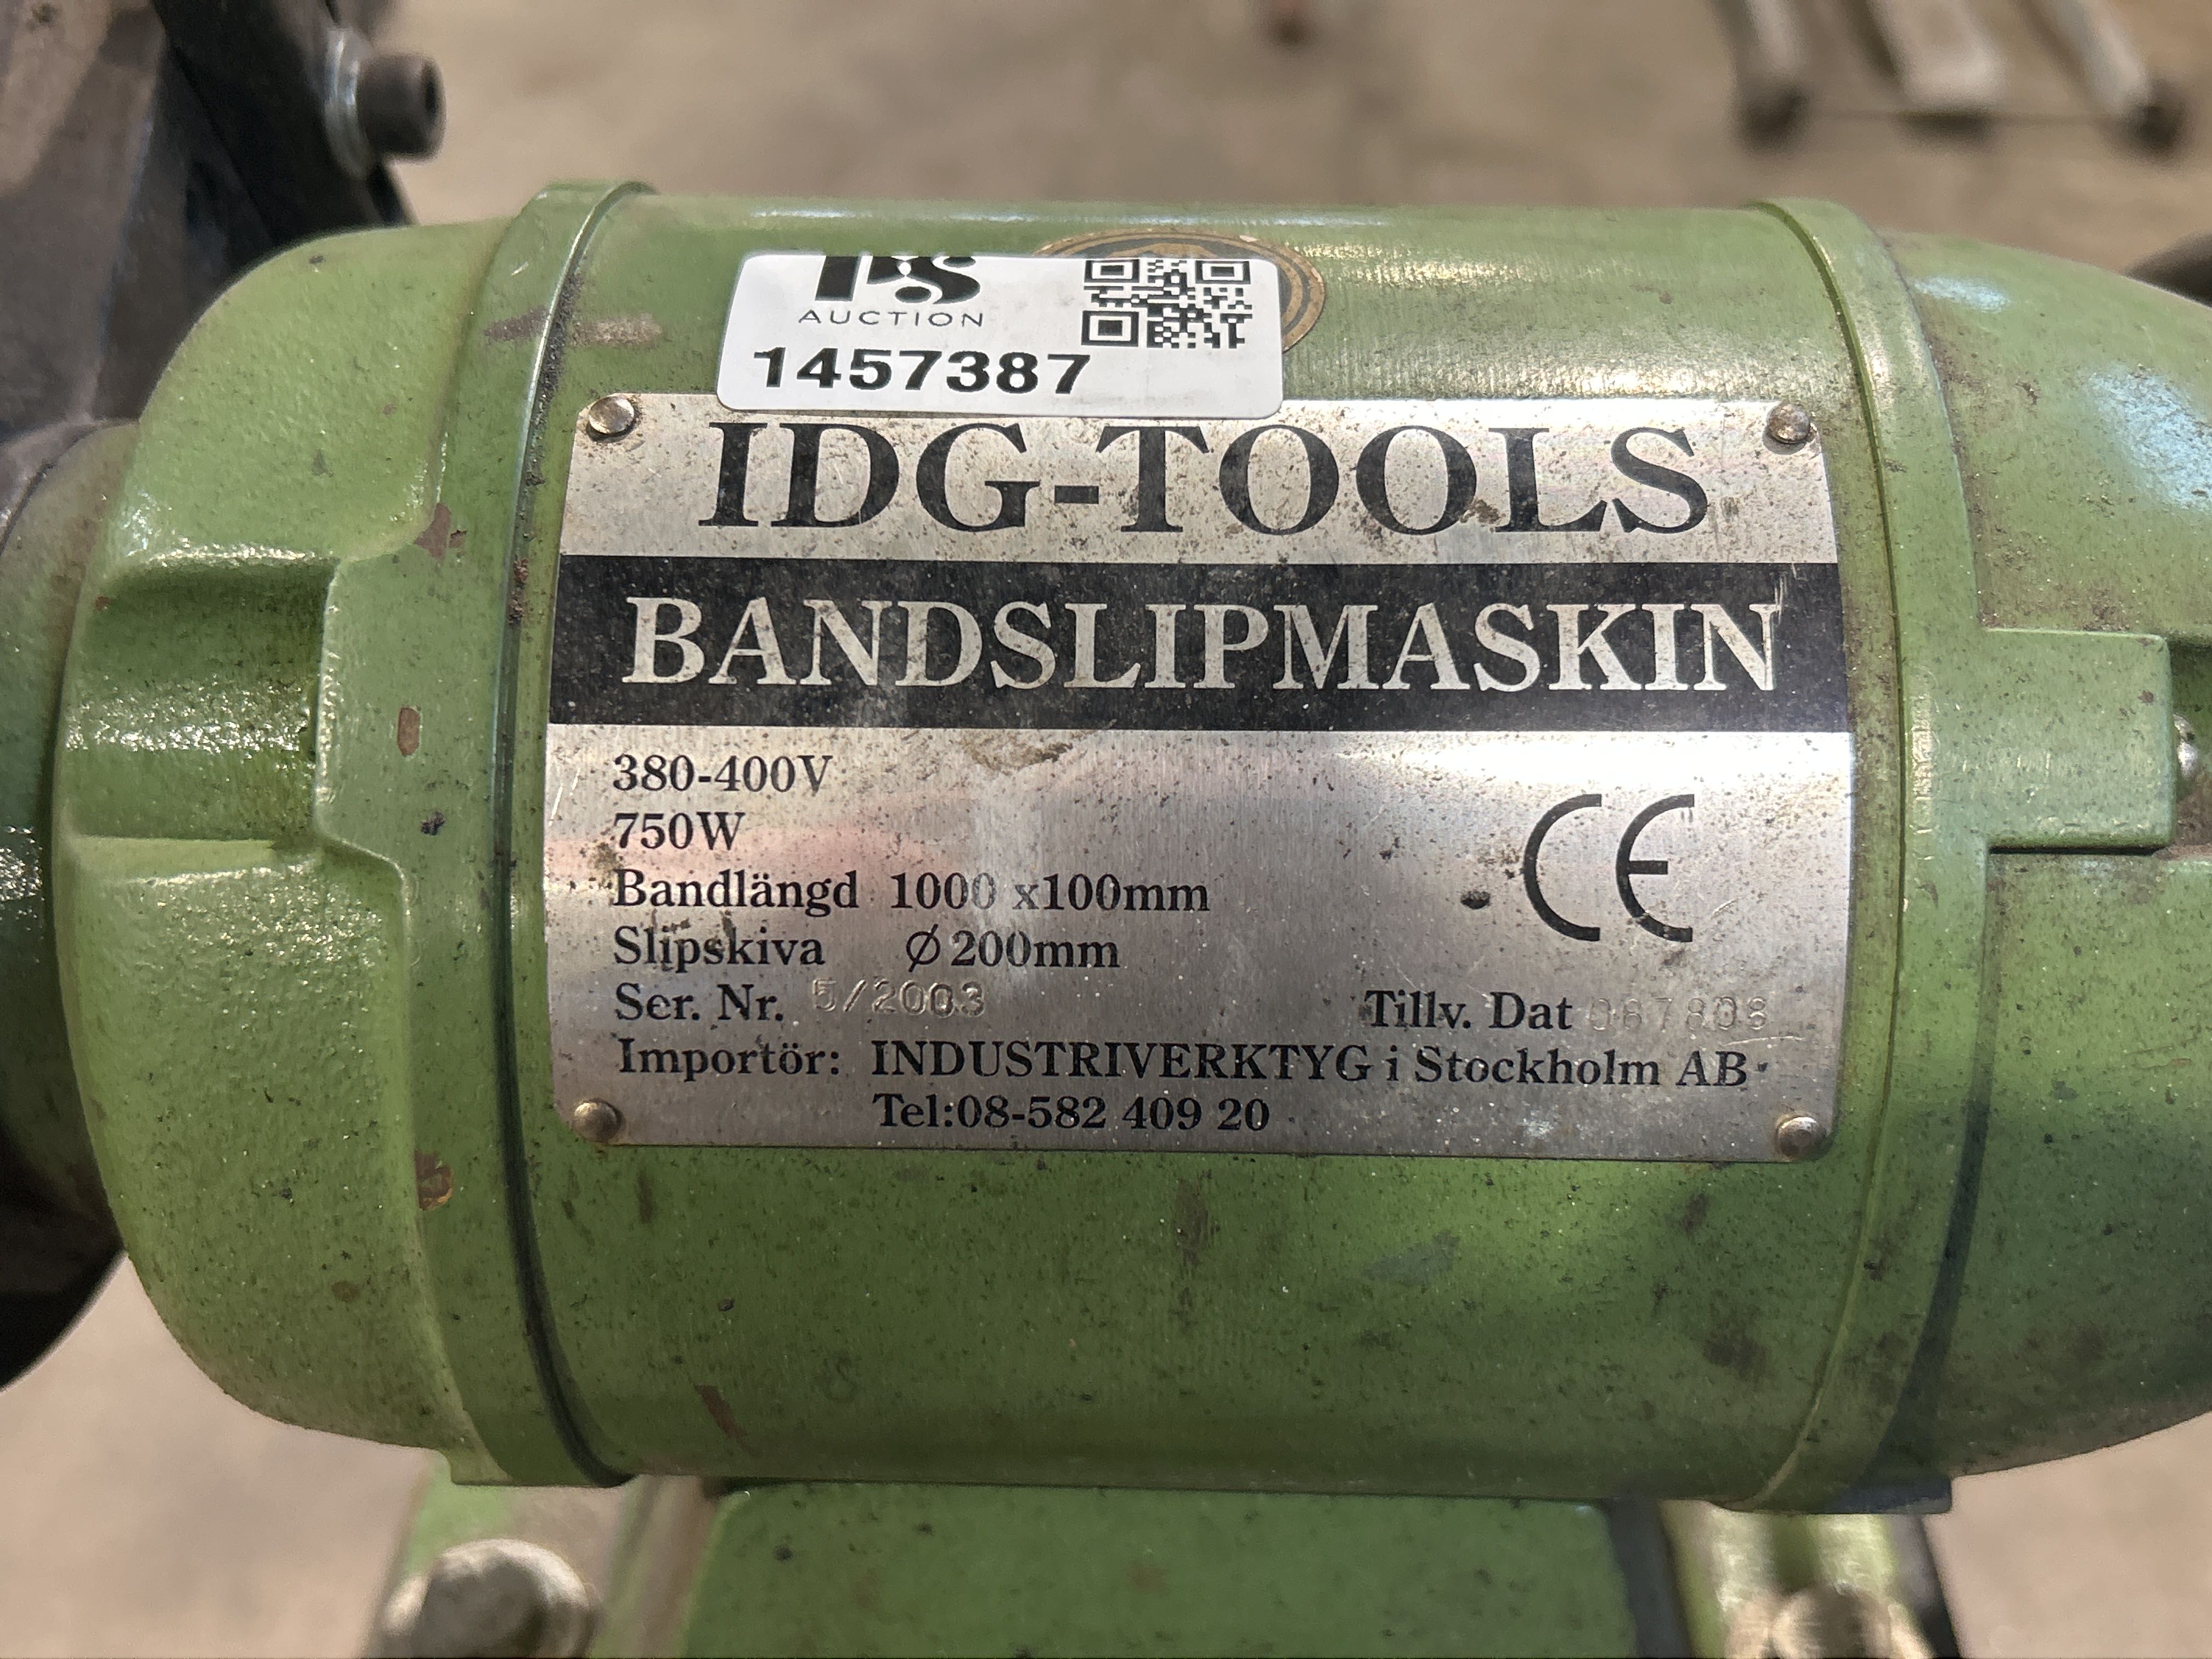 PS
AUCTION
1457387
IDG-TOOLS
BANDSLIPMASKIN
380-400V
750W
Bandlängd 1000 x100mm
Slipskiva Ø 200mm
Ser. Nr. 5/2003 Tillv. Dat
Importör: INDUSTRIVERKTYG i Stockholm AB
Tel:08-582 409 20
CE